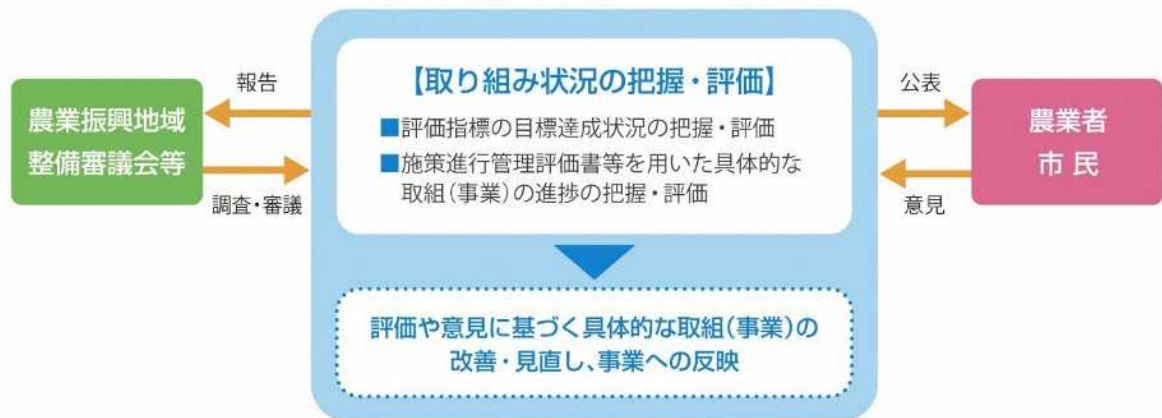 報告
農業振興地域
整備審議会等
調査・審議
【取り組み状況の把握・評価】
■評価指標の目標達成状況の把握・評価
■施策進行管理評価書等を用いた具体的な
取組(事業)の進捗の把握・評価
評価や意見に基づく具体的な取組(事業)の
改善・見直し、事業への反映
公表
農業者
市民
意見